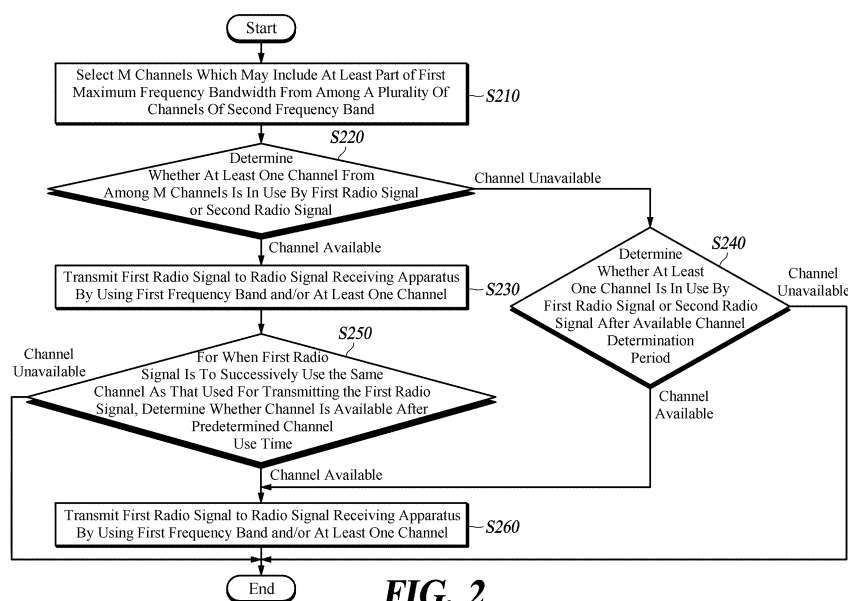 Start
Select M Channels Which May Include At Least Part of First
Maximum Frequency Bandwidth From Among A Plurality Of
Channels Of Second Frequency Band
S210
S220
Determine
Whether At Least One Channel From
Among M Channels Is In Use By First Radio Signal
or Second Radio Signal
Channel Unavailable
Channel Available
S240
Determine
Whether At Least
One Channel Is In Use By
First Radio Signal or Second Radio
Signal After Available Channel
Determination
Period
Channel
Unavailable
Channel
Available
Transmit First Radio Signal to Radio Signal Receiving Apparatus
By Using First Frequency Band and/or At Least One Channel
S230
S250
Channel
Unavailable
For When First Radio
Signal Is To Successively Use the Same
Channel As That Used For Transmitting the First Radio
Signal, Determine Whether Channel Is Available After
Predetermined Channel
Use Time
Channel Available
Transmit First Radio Signal to Radio Signal Receiving Apparatus
By Using First Frequency Band and/or At Least One Channel
S260
End
FIG. 2